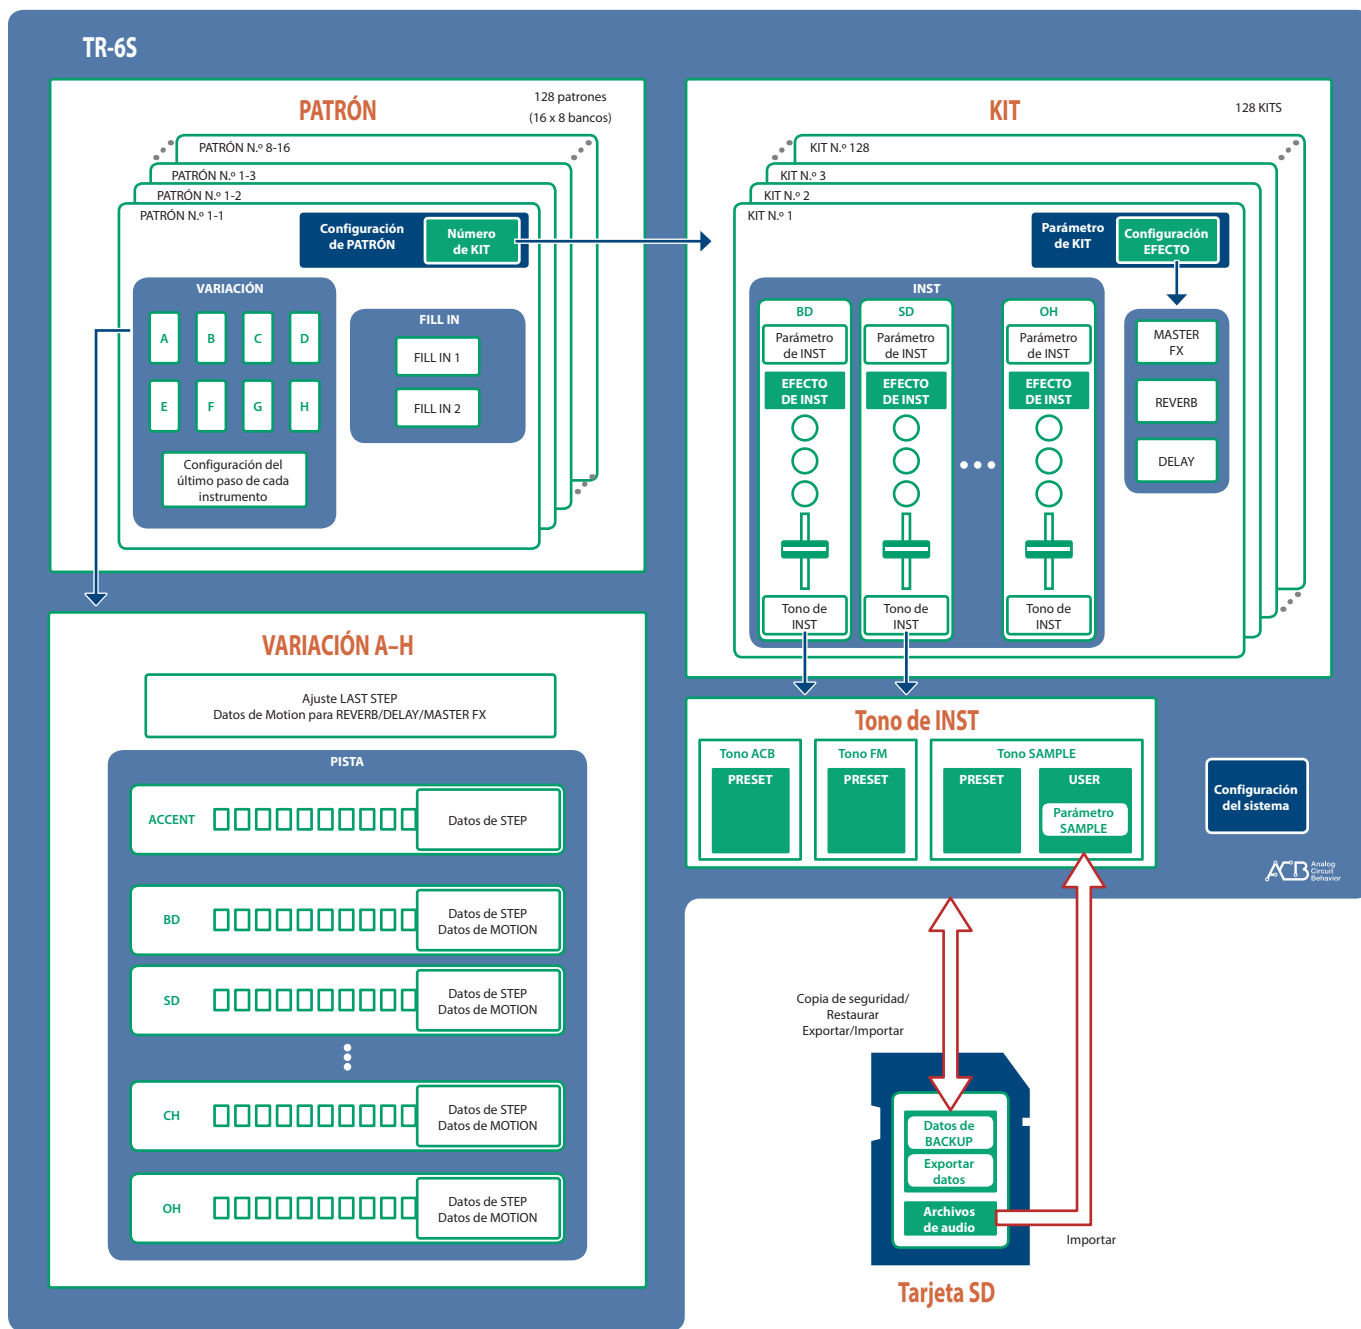 TR-6S
PATRÓN
128 patrones
(16 x 8 bancos)
PATRÓN N.º 8-16
PATRÓN N.º 1-3
PATRÓN N.º 1-2
PATRÓN N.º 1-1
Configuración
de PATRÓN
Número
de KIT
VARIACIÓN
A
B
C
D
E
F
G
H
Configuración del
último paso de cada
instrumento
FILL IN
FILL IN 1
FILL IN 2
KIT
128 KITS
KIT N.º 128
KIT N.º 3
KIT N.º 2
KIT N.º 1
Parámetro
de KIT
Configuración
EFECTO
INST
BD
Parámetro
de INST
EFECTO
DE INST
Tono de
INST
SD
Parámetro
de INST
EFECTO
DE INST
Tono de
INST
OH
Parámetro
de INST
EFECTO
DE INST
Tono de
INST
MASTER
FX
REVERB
DELAY
VARIACIÓN A–H
Ajuste LAST STEP
Datos de Motion para REVERB/DELAY/MASTER FX
PISTA
ACCENT
Datos de STEP
BD
Datos de STEP
Datos de MOTION
SD
Datos de STEP
Datos de MOTION
CH
Datos de STEP
Datos de MOTION
OH
Datos de STEP
Datos de MOTION
Tono de INST
Tono ACB
PRESET
Tono FM
PRESET
Tono SAMPLE
PRESET
USER
Parámetro
SAMPLE
Configuración
del sistema
ACB
Analog
Circuit
Behavior
Copia de seguridad/
Restaurar
Exportar/Importar
Datos de
BACKUP
Exportar
datos
Archivos
de audio
Importar
Tarjeta SD